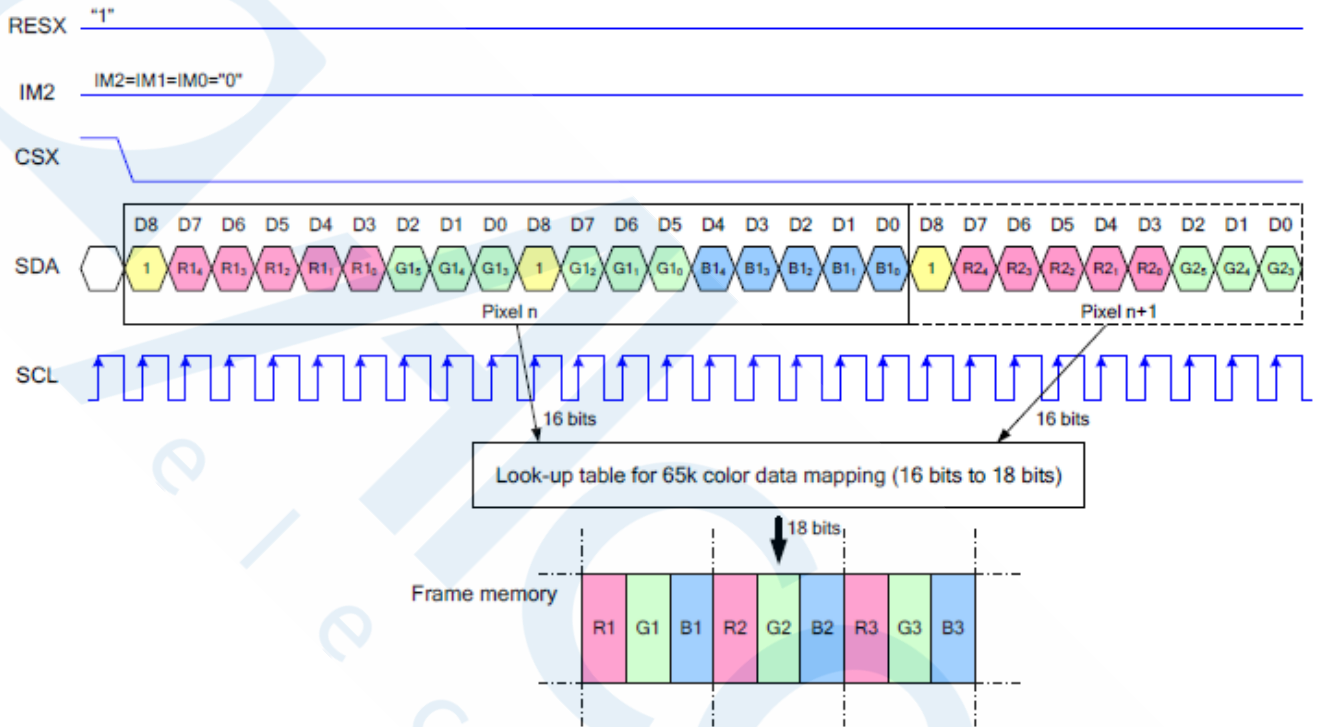 RESX "1"
IM2 IM2=IM1=IM0="0"
CSX
D8 D7 D6 D5 D4 D3 D2 D1 D0 D8 D7 D6 D5 D4 D3 D2 D1 D0 D8 D7 D6 D5 D4 D3 D2 D1 D0
SDA 1 R1₄ R1₃ R1₂ R1₁ R1₀ G1₅ G1₄ G1₃ 1 G1₂ G1₁ G1₀ B1₄ B1₃ B1₂ B1₁ B1₀ 1 R2₄ R2₃ R2₂ R2₁ R2₀ G2₅ G2₄ G2₃
Pixel n Pixel n+1
SCL
16 bits 16 bits
Look-up table for 65k color data mapping (16 bits to 18 bits)
18 bits
Frame memory
R1 G1 B1 R2 G2 B2 R3 G3 B3
e l e c